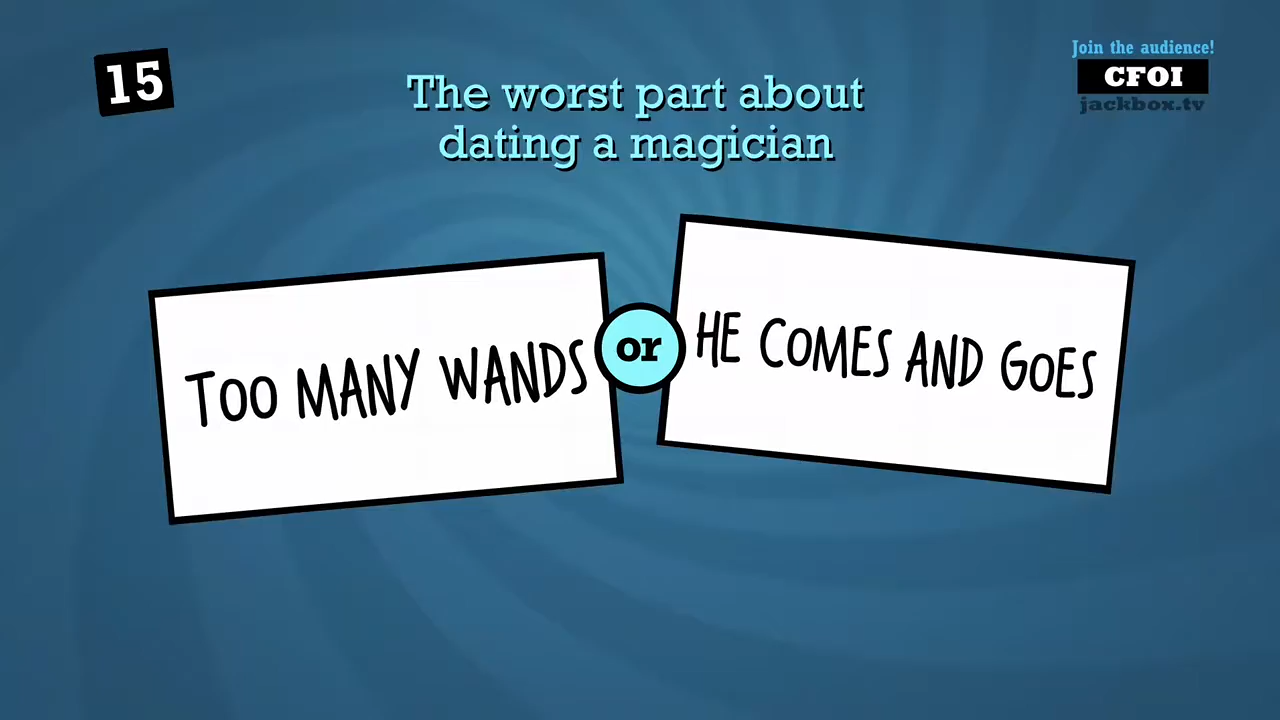 15
The worst part about
dating a magician
Join the audience!
CFOI
jackbox.tv
TOO MANY WANDS
or
HE COMES AND GOES